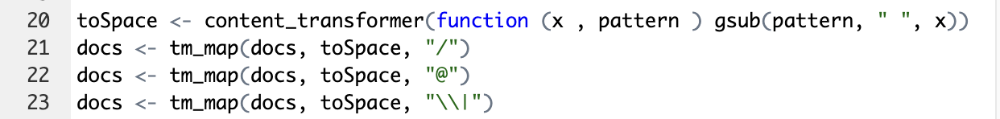 20 toSpace <- content_transformer(function (x , pattern ) gsub(pattern, " ", x))
21 docs <- tm_map(docs, toSpace, "/")
22 docs <- tm_map(docs, toSpace, "@")
23 docs <- tm_map(docs, toSpace, "\\|")